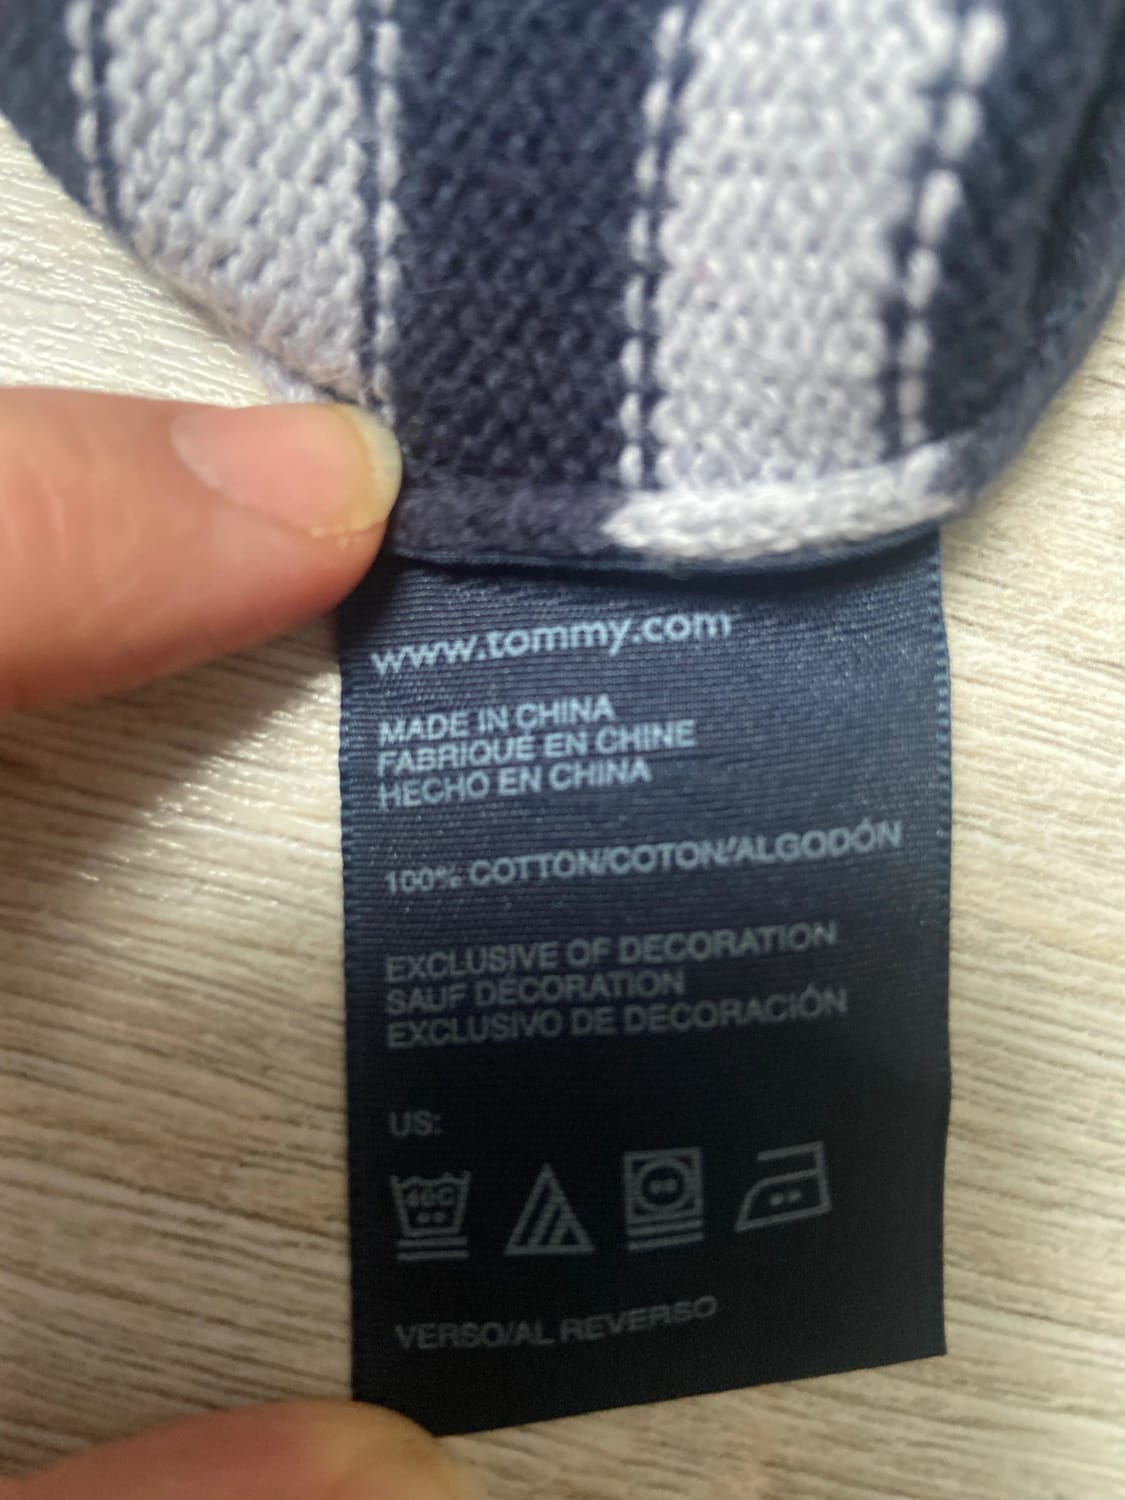 www.tommy.com
MADE IN CHINA
FABRIQUÉ EN CHINE
HECHO EN CHINA
100% COTTON/COTON/ALGODÓN
EXCLUSIVE OF DECORATION
SAUF DÉCORATION
EXCLUSIVO DE DECORACIÓN
US:
40C
VERSO/AL REVERSO